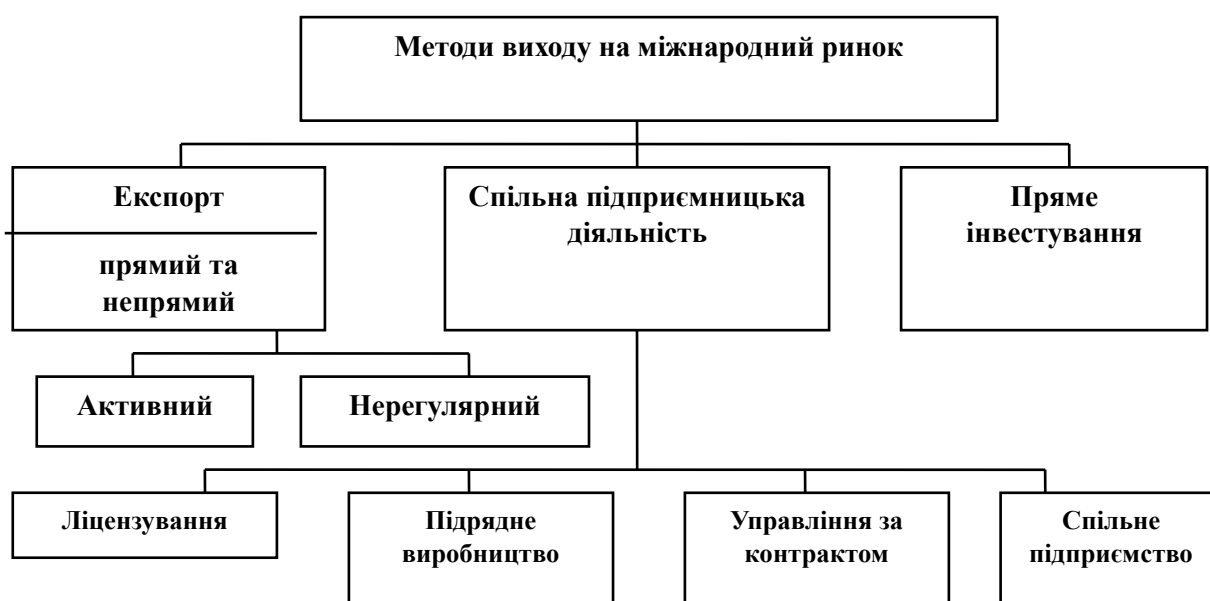 Методи виходу на міжнародний ринок
Експорт
прямий та
непрямий
Спільна підприємницька
діяльність
Пряме
інвестування
Активний
Нерегулярний
Ліцензування
Підрядне
виробництво
Управління за
контрактом
Спільне
підприємство